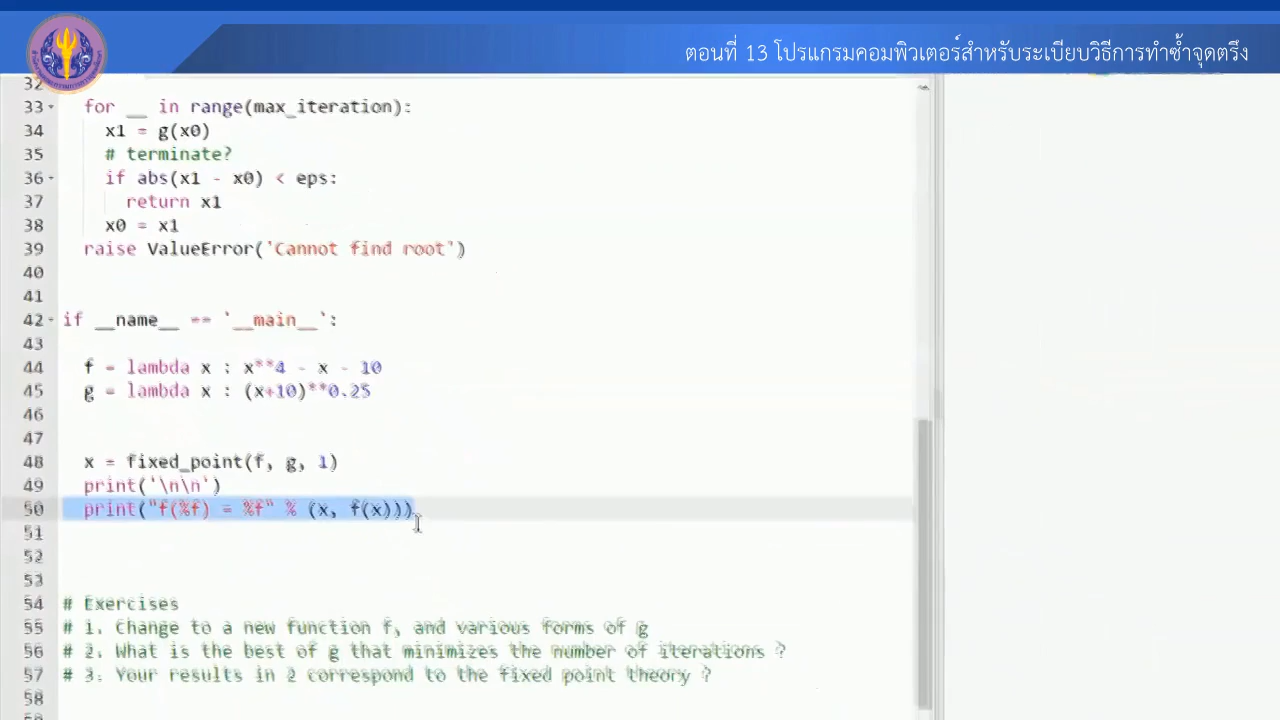 ตอนที่ 13 โปรแกรมคอมพิวเตอร์สำหรับระเบียบวิธีการทำซ้ำจุดตรึง
32
33 for __ in range(max_iteration):
34 x1 = g(x0)
35 # terminate?
36 if abs(x1 - x0) < eps:
37 return x1
38 x0 = x1
39 raise ValueError('Cannot find root')
40
41
42 if __name__ == '__main__':
43
44 f = lambda x : x**4 - x - 10
45 g = lambda x : (x+10)**0.25
46
47
48 x = fixed_point(f, g, 1)
49 print('\n\n')
50 print("f(%f) = %f" % (x, f(x)))
51
52
53
54 # Exercises
55 # 1. Change to a new function f, and various forms of g
56 # 2. What is the best of g that minimizes the number of iterations ?
57 # 3. Your results in 2 correspond to the fixed point theory ?
58